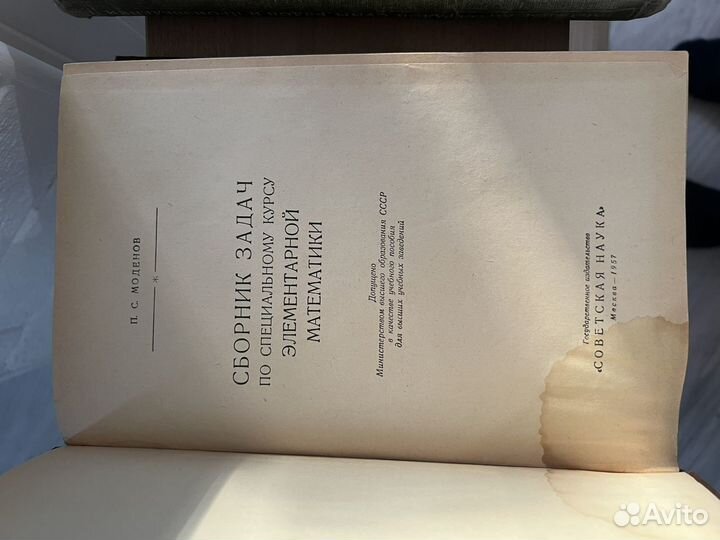 П. С. МОДЕНОВ
СБОРНИК ЗАДАЧ
ПО СПЕЦИАЛЬНОМУ КУРСУ
ЭЛЕМЕНТАРНОЙ
МАТЕМАТИКИ
Допущено
Министерством высшего образования СССР
в качестве учебного пособия
для высших учебных заведений
Государственное издательство
«СОВЕТСКАЯ НАУКА»
Москва — 1957
Avito